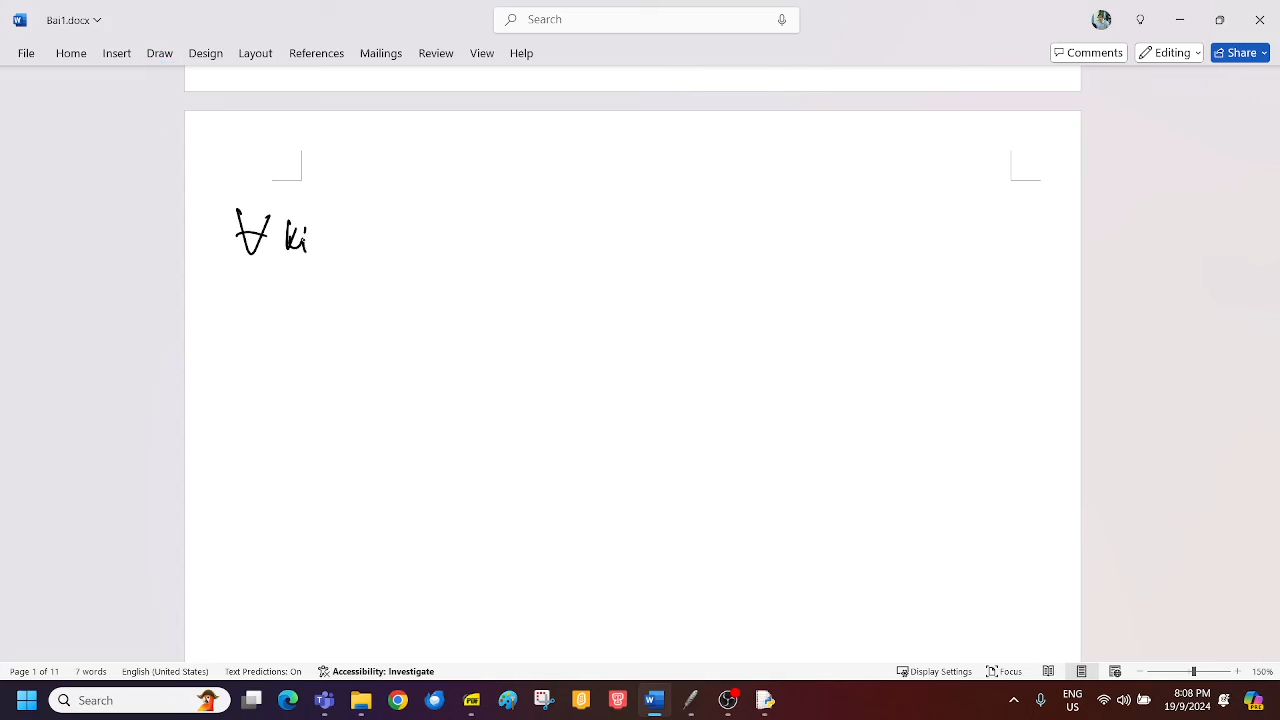 Bai1.docx
Search
File Home Insert Draw Design Layout References Mailings Review View Help
Comments Editing Share
∀ ki
Page 1 of 11 7 words English (United States) Text Predictions: On Accessibility: Investigate Display Settings Focus 150%
Search
ENG
US
8:08 PM
19/9/2024